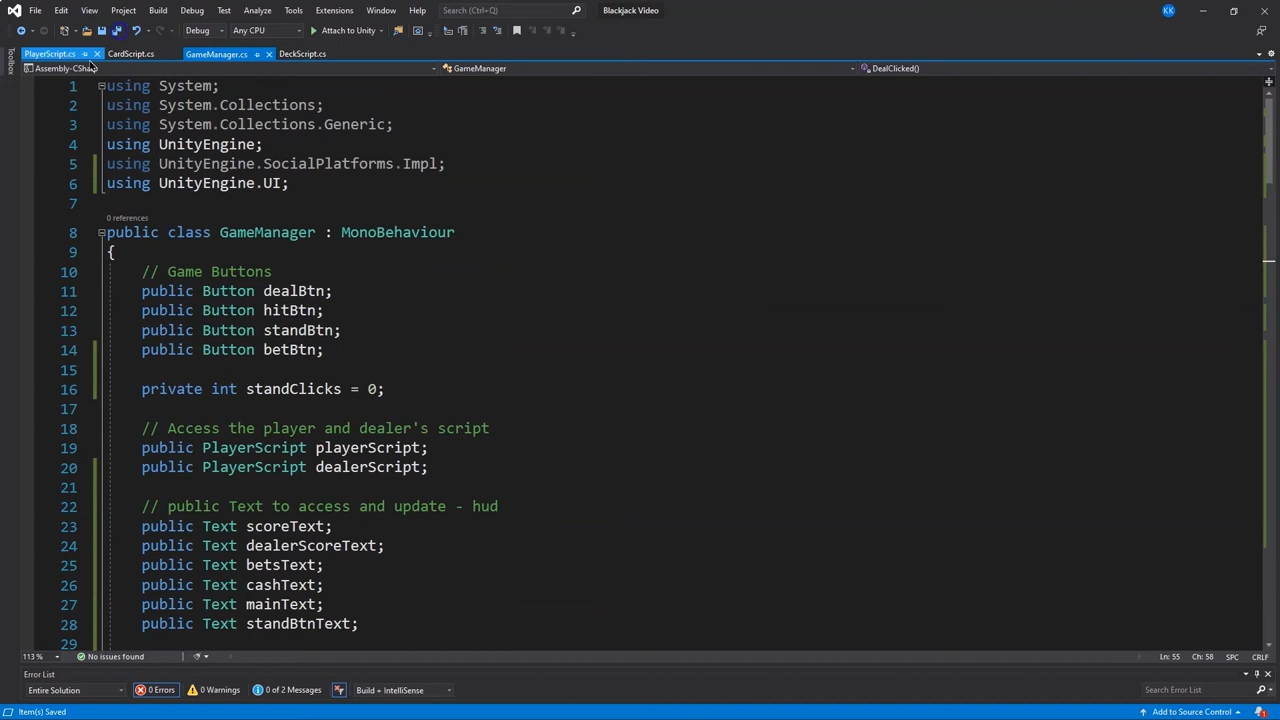 File Edit View Project Build Debug Test Analyze Tools Extensions Window Help Search (Ctrl+Q) Blackjack Video KK
Debug Any CPU Attach to Unity
PlayerScript.cs CardScript.cs GameManager.cs DeckScript.cs
Toolbox
Assembly-CSha GameManager DealClicked()
1 using System;
2 using System.Collections;
3 using System.Collections.Generic;
4 using UnityEngine;
5 using UnityEngine.SocialPlatforms.Impl;
6 using UnityEngine.UI;
7
0 references
8 public class GameManager : MonoBehaviour
9 {
10 // Game Buttons
11 public Button dealBtn;
12 public Button hitBtn;
13 public Button standBtn;
14 public Button betBtn;
15
16 private int standClicks = 0;
17
18 // Access the player and dealer's script
19 public PlayerScript playerScript;
20 public PlayerScript dealerScript;
21
22 // public Text to access and update - hud
23 public Text scoreText;
24 public Text dealerScoreText;
25 public Text betsText;
26 public Text cashText;
27 public Text mainText;
28 public Text standBtnText;
29
113 % No issues found Ln: 55 Ch: 58 SPC CRLF
Error List
Entire Solution 0 Errors 0 Warnings 0 of 2 Messages Build + IntelliSense Search Error List
Item(s) Saved Add to Source Control 1